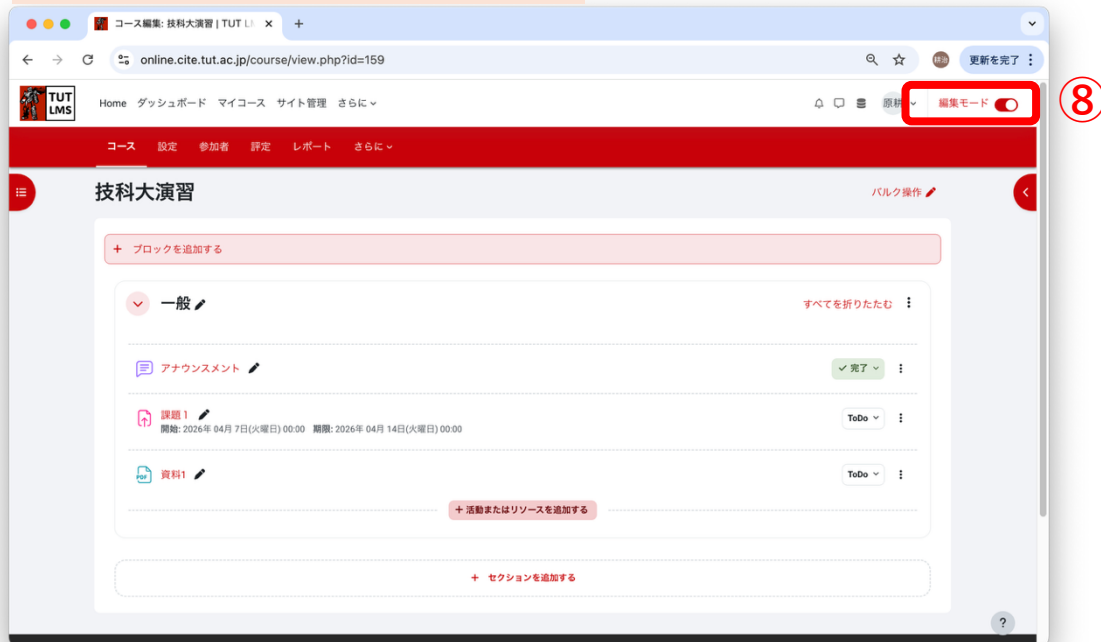 コース編集: 技科大演習 | TUT L
online.cite.tut.ac.jp/course/view.php?id=159
耕治
更新を完了
TUT LMS
Home ダッシュボード マイコース サイト管理 さらに
原耕
編集モード
⑧
コース 設定 参加者 評定 レポート さらに
技科大演習
バルク操作
+ ブロックを追加する
一般
すべてを折りたたむ
アナウンスメント
✓ 完了
課題 1
開始: 2026年 04月 7日(火曜日) 00:00 期限: 2026年 04月 14日(火曜日) 00:00
ToDo
PDF
資料1
ToDo
+ 活動またはリソースを追加する
+ セクションを追加する
?